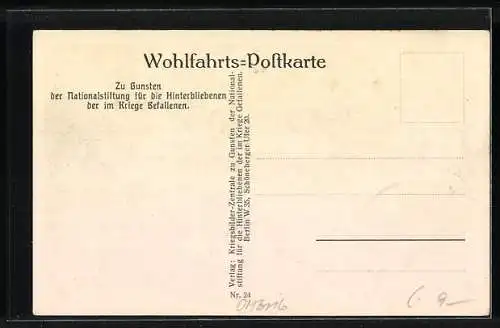 Wohlfahrts=Postkarte
Zu Gunsten
der Nationalstiftung für die Hinterbliebenen
der im Kriege Gefallenen.
Verlag: Kriegsbilder-Zentrale zu Gunsten der National-
stiftung für die Hinterbliebenen der im Kriege Gefallenen.
Berlin W 35, Schöneberger Ufer 20.
Nr. 24